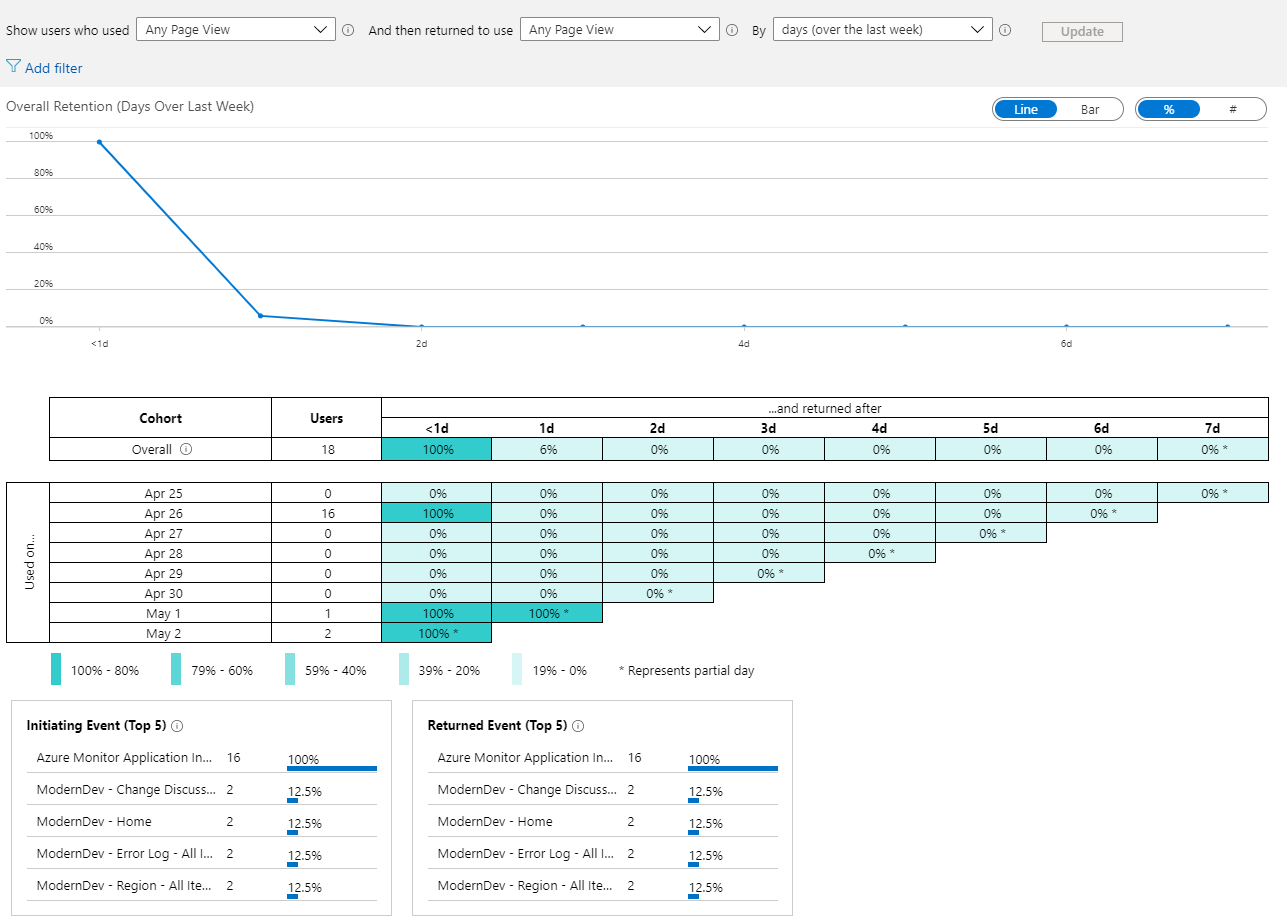 Show users who used Any Page View And then returned to use Any Page View By days (over the last week) Update
Add filter
Overall Retention (Days Over Last Week)
Line Bar % #
100%
80%
60%
40%
20%
0%
<1d 2d 4d 6d
Cohort Users ...and returned after
<1d 1d 2d 3d 4d 5d 6d 7d
Overall 18 100% 6% 0% 0% 0% 0% 0% 0% *
Used on...
Apr 25 0 0% 0% 0% 0% 0% 0% 0% 0% *
Apr 26 16 100% 0% 0% 0% 0% 0% 0% *
Apr 27 0 0% 0% 0% 0% 0% 0% *
Apr 28 0 0% 0% 0% 0% 0% *
Apr 29 0 0% 0% 0% 0% *
Apr 30 0 0% 0% 0% *
May 1 1 100% 100% *
May 2 2 100% *
100% - 80% 79% - 60% 59% - 40% 39% - 20% 19% - 0% * Represents partial day
Initiating Event (Top 5)
Azure Monitor Application In... 16 100%
ModernDev - Change Discuss... 2 12.5%
ModernDev - Home 2 12.5%
ModernDev - Error Log - All I... 2 12.5%
ModernDev - Region - All Ite... 2 12.5%
Returned Event (Top 5)
Azure Monitor Application In... 16 100%
ModernDev - Change Discuss... 2 12.5%
ModernDev - Home 2 12.5%
ModernDev - Error Log - All I... 2 12.5%
ModernDev - Region - All Ite... 2 12.5%